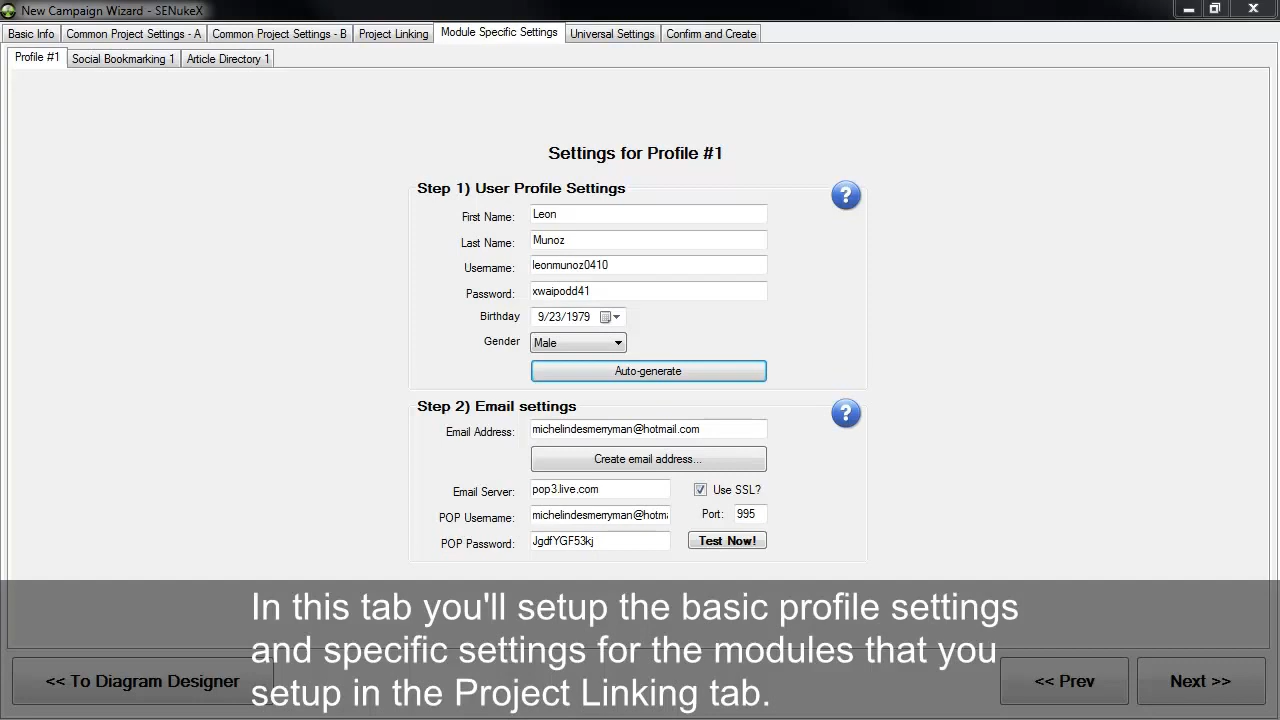 New Campaign Wizard - SENukeX
Basic Info
Common Project Settings - A
Common Project Settings - B
Project Linking
Module Specific Settings
Universal Settings
Confirm and Create
Profile #1
Social Bookmarking 1
Article Directory 1
Settings for Profile #1
Step 1) User Profile Settings
?
First Name: Leon
Last Name: Munoz
Username: leonmunoz0410
Password: xwaipodd41
Birthday 9/23/1979
Gender Male
Auto-generate
Step 2) Email settings
?
Email Address: michelindesmerryman@hotmail.com
Create email address...
Email Server: pop3.live.com
Use SSL?
POP Username: michelindesmerryman@hotma
Port: 995
POP Password: JgdfYGF53kj
Test Now!
In this tab you'll setup the basic profile settings
and specific settings for the modules that you
setup in the Project Linking tab.
<< To Diagram Designer
<< Prev
Next >>